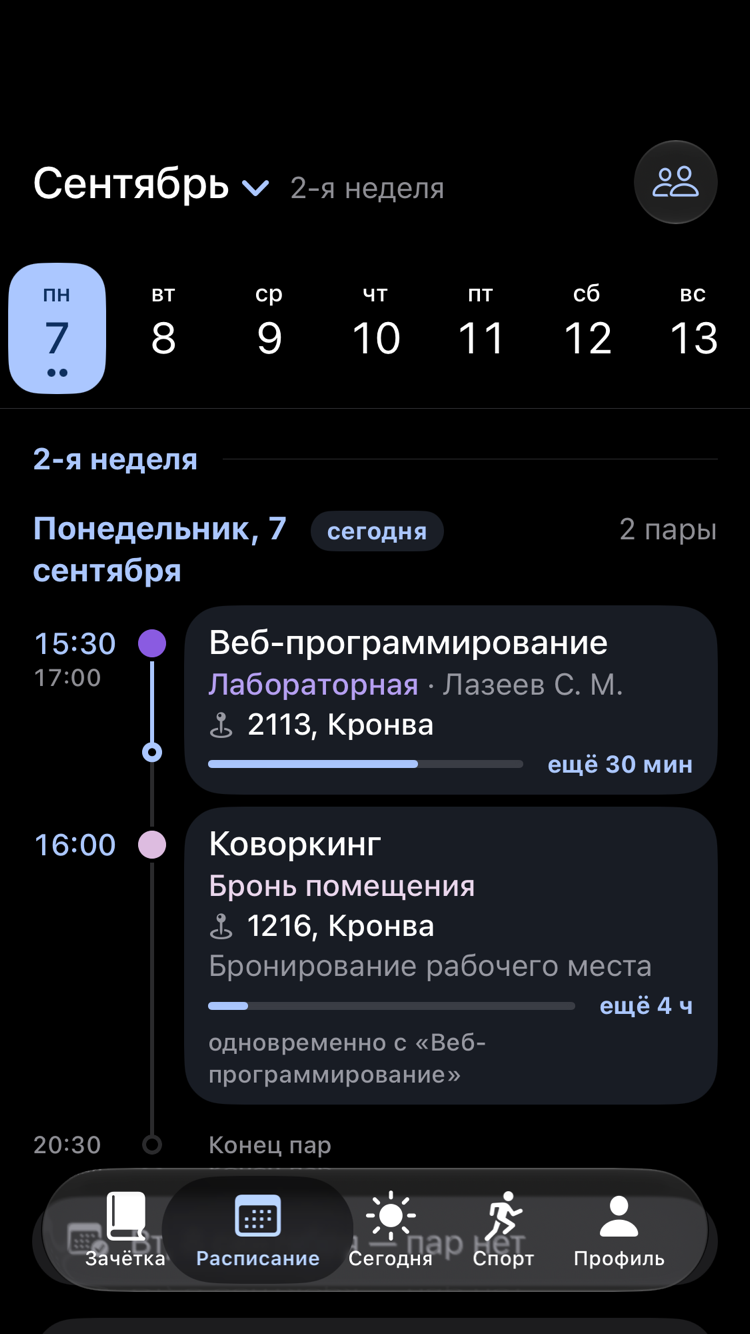 Сентябрь 2-я неделя
пн вт ср чт пт сб вс
7 8 9 10 11 12 13
2-я неделя
Понедельник, 7 сегодня 2 пары
сентября
15:30 Веб-программирование
17:00 Лабораторная · Лазеев С. М.
2113, Кронва
ещё 30 мин
16:00 Коворкинг
Бронь помещения
1216, Кронва
Бронирование рабочего места
ещё 4 ч
одновременно с «Веб-
программирование»
20:30 Конец пар
— пар нет
Зачётка Расписание Сегодня Спорт Профиль